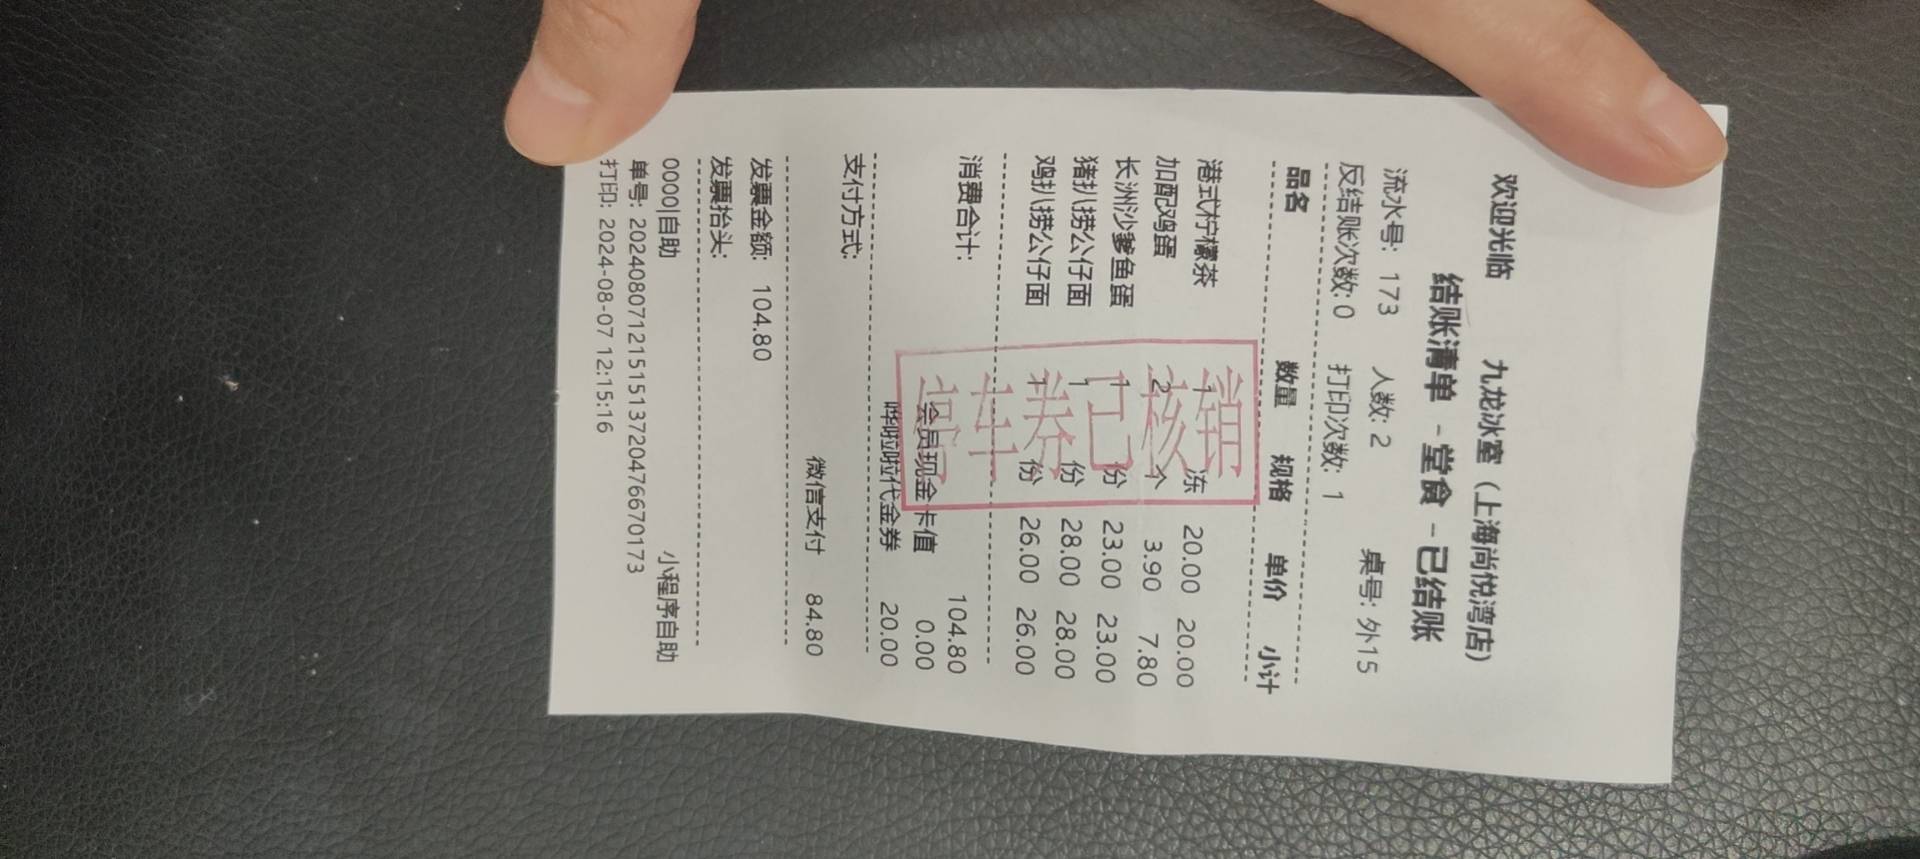 欢迎光临 九龙冰室（上海尚悦湾店）
结账清单 - 堂食 - 已结账
流水号: 173 人数: 2 桌号: 外15
反结账次数: 0 打印次数: 1
品名 数量 规格 单价 小计
港式柠檬茶 1 冻 20.00 20.00
加配鸡蛋 2 个 3.90 7.80
长洲沙爹鱼蛋 1 份 23.00 23.00
猪扒捞公仔面 1 份 28.00 28.00
鸡扒捞公仔面 1 份 26.00 26.00
停车券已核销
消费合计: 104.80
会员现金卡值 0.00
哗啦啦代金券 20.00
支付方式:
微信支付 84.80
发票金额: 104.80
发票抬头:
0000|自助 小程序自助
单号: 2024080712151513720476670173
打印: 2024-08-07 12:15:16